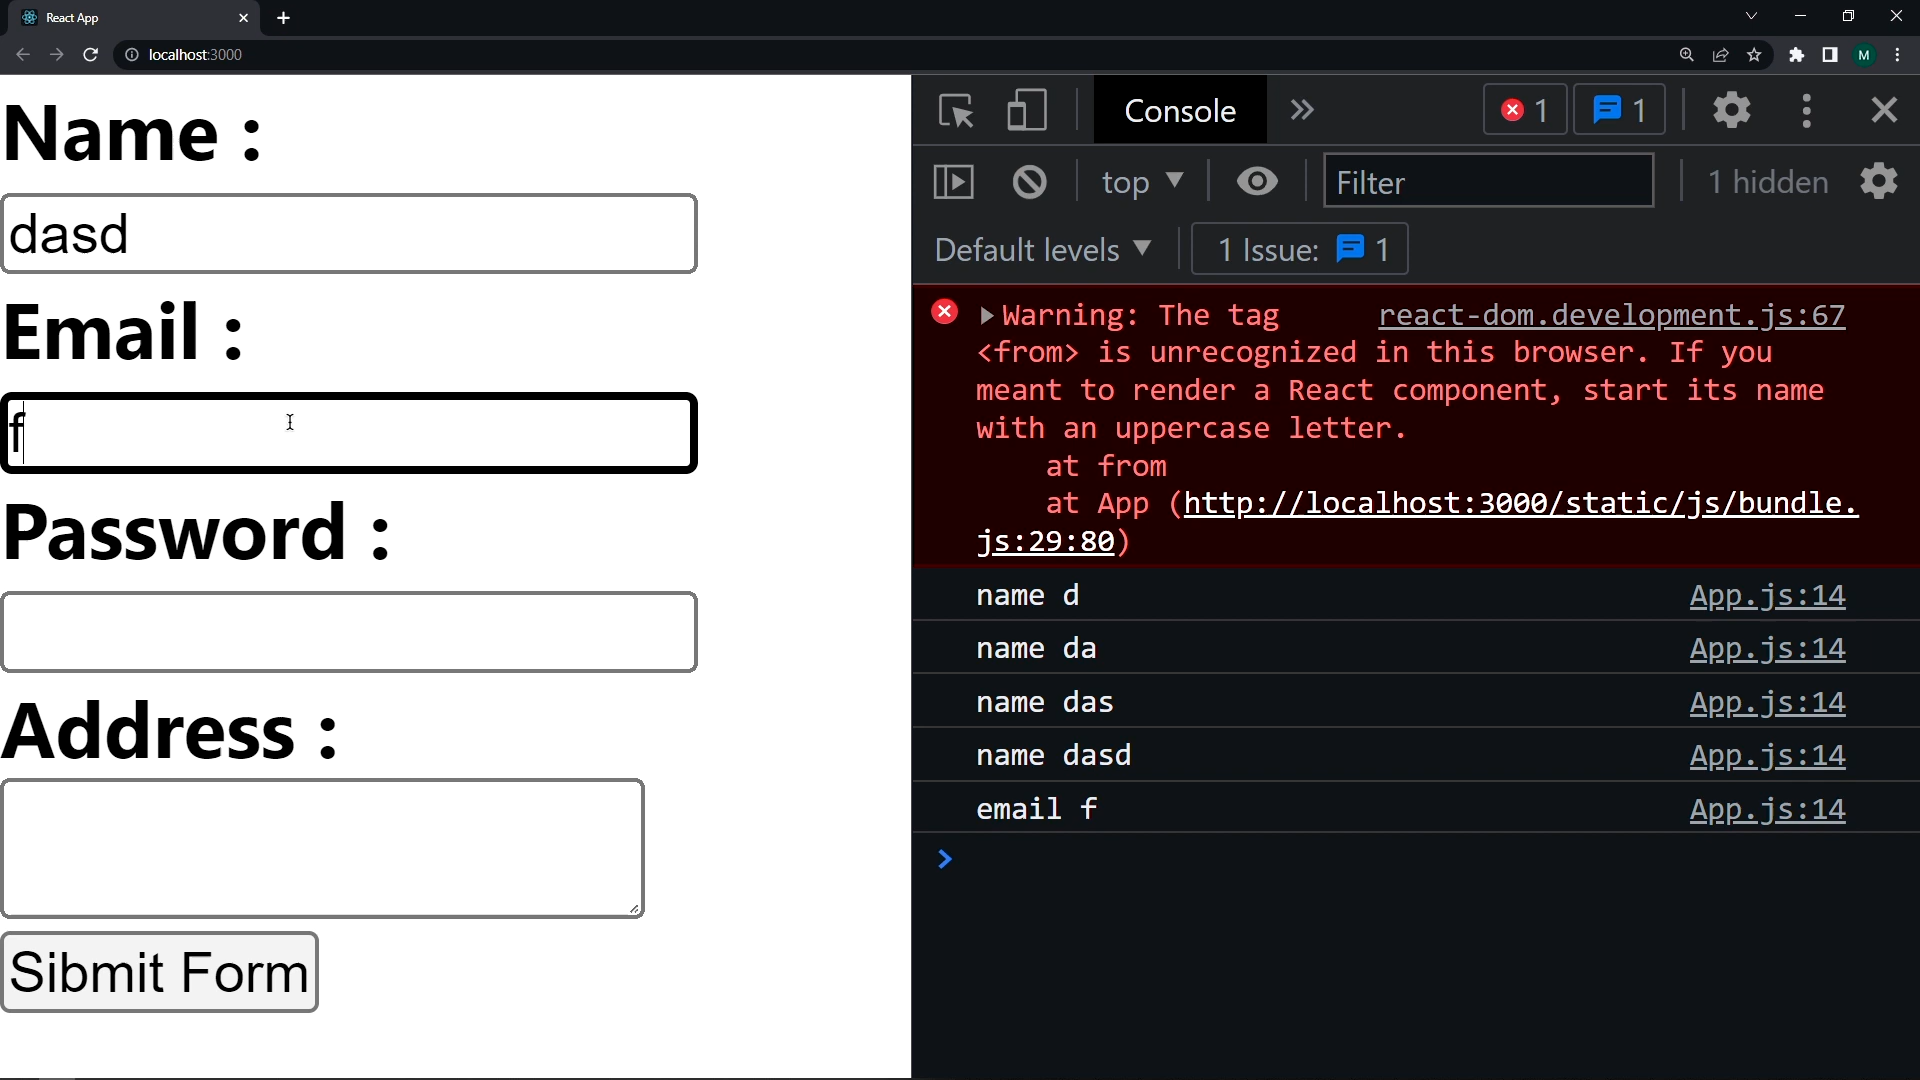 React App
localhost:3000
M
Name :
dasd
Email :
f
Password :
Address :
Sibmit Form
Console
1
1
top
Filter
1 hidden
Default levels
1 Issue:
1
Warning: The tag react-dom.development.js:67
<from> is unrecognized in this browser. If you
meant to render a React component, start its name
with an uppercase letter.
at from
at App (http://localhost:3000/static/js/bundle.
js:29:80)
name d App.js:14
name da App.js:14
name das App.js:14
name dasd App.js:14
email f App.js:14